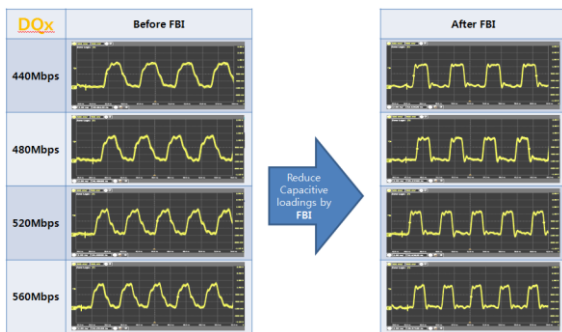 DQx
Before FBI
After FBI
440Mbps
480Mbps
520Mbps
560Mbps
Reduce
Capacitive
loadings by
FBI